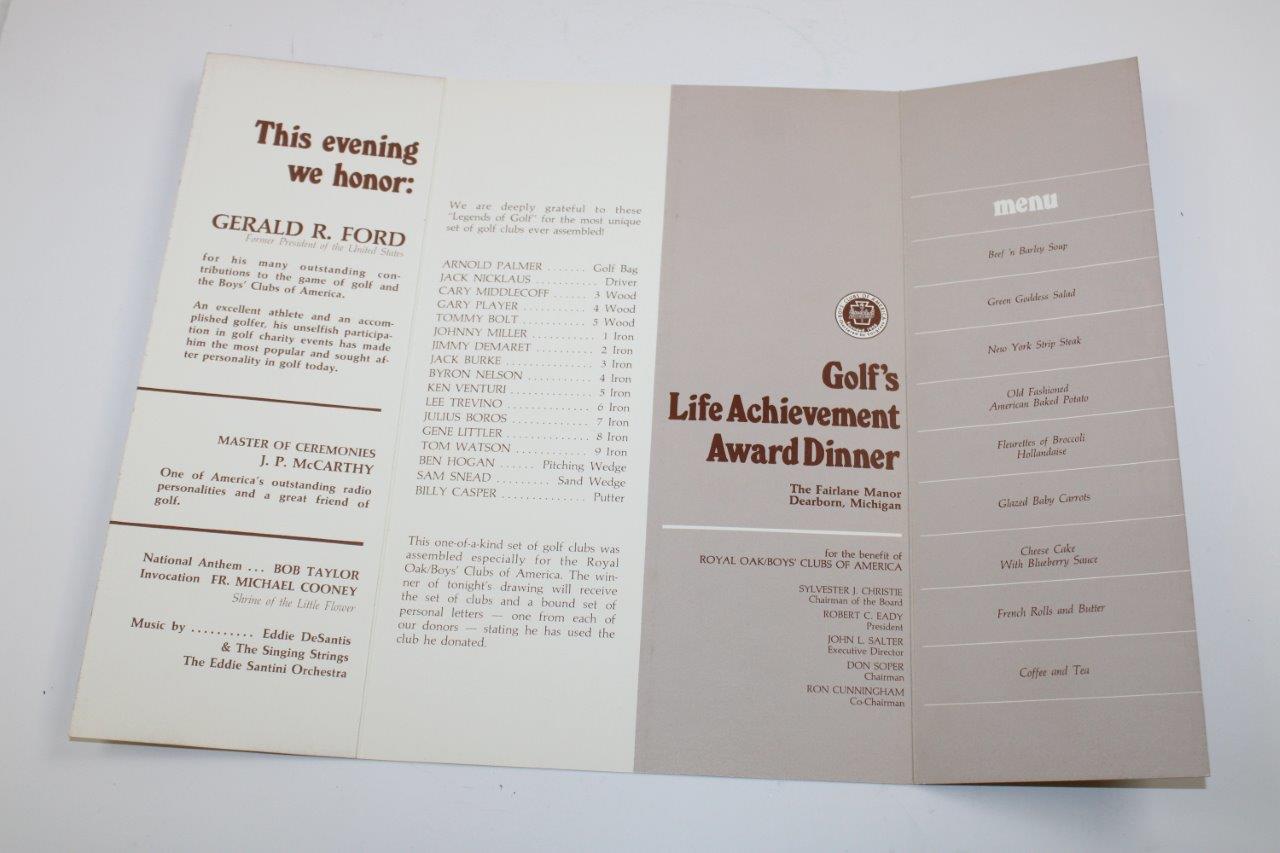 This evening
we honor:
GERALD R. FORD
Former President of the United States
for his many outstanding con-
tributions to the game of golf and
the Boys' Clubs of America.
An excellent athlete and an accom-
plished golfer, his unselfish participa-
tion in golf charity events has made
him the most popular and sought af-
ter personality in golf today.
MASTER OF CEREMONIES
J. P. McCARTHY
One of America's outstanding radio
personalities and a great friend of
golf.
National Anthem ... BOB TAYLOR
Invocation FR. MICHAEL COONEY
Shrine of the Little Flower
Music by .......... Eddie DeSantis
& The Singing Strings
The Eddie Santini Orchestra
We are deeply grateful to these
"Legends of Golf" for the most unique
set of golf clubs ever assembled!
ARNOLD PALMER ....... Golf Bag
JACK NICKLAUS ........... Driver
CARY MIDDLECOFF ...... 3 Wood
GARY PLAYER ............ 4 Wood
TOMMY BOLT ........... 5 Wood
JOHNNY MILLER ........... 1 Iron
JIMMY DEMARET .......... 2 Iron
JACK BURKE ............... 3 Iron
BYRON NELSON ........... 4 Iron
KEN VENTURI .............. 5 Iron
LEE TREVINO ............... 6 Iron
JULIUS BOROS ............. 7 Iron
GENE LITTLER .............. 8 Iron
TOM WATSON ............. 9 Iron
BEN HOGAN ...... Pitching Wedge
SAM SNEAD ......... Sand Wedge
BILLY CASPER .............. Putter
This one-of-a-kind set of golf clubs was
assembled especially for the Royal
Oak/Boys' Clubs of America. The win-
ner of tonight's drawing will receive
the set of clubs and a bound set of
personal letters — one from each of
our donors — stating he has used the
club he donated.
Golf's
Life Achievement
Award Dinner
The Fairlane Manor
Dearborn, Michigan
for the benefit of
ROYAL OAK/BOYS' CLUBS OF AMERICA
SYLVESTER J. CHRISTIE
Chairman of the Board
ROBERT C. EADY
President
JOHN L. SALTER
Executive Director
DON SOPER
Chairman
RON CUNNINGHAM
Co-Chairman
menu
Beef 'n Barley Soup
Green Goddess Salad
New York Strip Steak
Old Fashioned
American Baked Potato
Fleurettes of Broccoli
Hollandaise
Glazed Baby Carrots
Cheese Cake
With Blueberry Sauce
French Rolls and Butter
Coffee and Tea